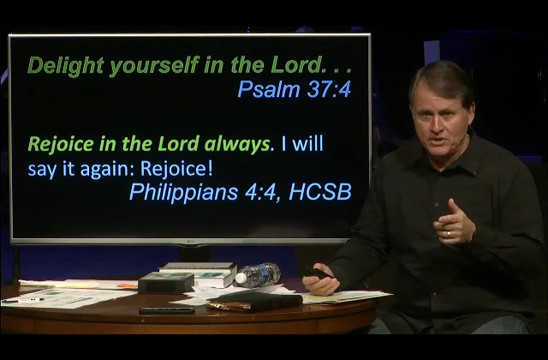 Delight yourself in the Lord. . .
Psalm 37:4
Rejoice in the Lord always. I will
say it again: Rejoice!
Philippians 4:4, HCSB